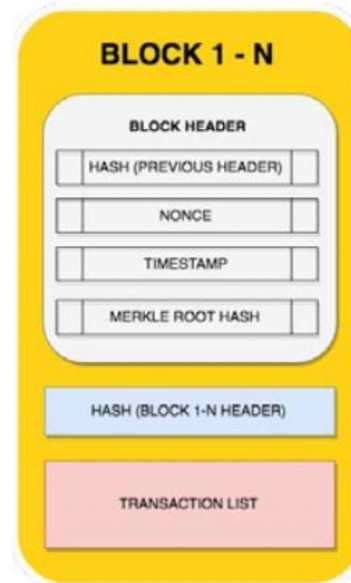 BLOCK 1 - N
BLOCK HEADER
HASH (PREVIOUS HEADER)
NONCE
TIMESTAMP
MERKLE ROOT HASH
HASH (BLOCK 1-N HEADER)
TRANSACTION LIST